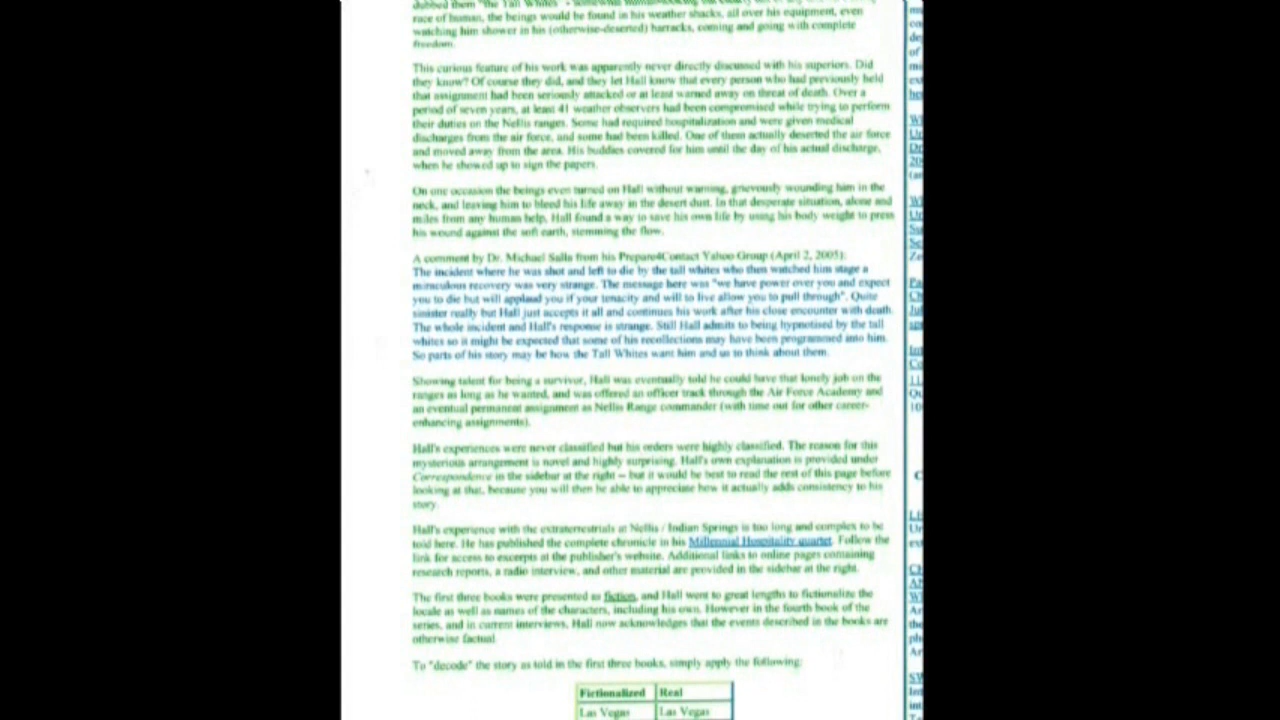 dubbed them "the Tall Whites"
race of human, the beings would be found in his weather shacks, all over his equipment, even
watching him shower in his (otherwise-deserted) barracks, coming and going with complete
freedom.
This curious feature of his work was apparently never directly discussed with his superiors. Did
they know? Of course they did, and they let Hall know that every person who had previously held
that assignment had been seriously attacked or at least warned away on threat of death. Over a
period of seven years, at least 41 weather observers had been compromised while trying to perform
their duties on the Nellis ranges. Some had required hospitalization and were given medical
discharges from the air force, and some had been killed. One of them actually deserted the air force
and moved away from the area. His buddies covered for him until the day of his actual discharge,
when he showed up to sign the papers.
On one occasion the beings even turned on Hall without warning, grievously wounding him in the
neck, and leaving him to bleed his life away in the desert dust. In that desperate situation, alone and
miles from any human help, Hall found a way to save his own life by using his body weight to press
his wound against the soft earth, stemming the flow.
A comment by Dr. Michael Salla from his Prepare4Contact Yahoo Group (April 2, 2005):
The incident where he was shot and left to die by the tall whites who then watched him stage a
miraculous recovery was very strange. The message here was "we have power over you and expect
you to die but will applaud you if your tenacity and will to live allow you to pull through". Quite
sinister really but Hall just accepts it all and continues his work after his close encounter with death.
The whole incident and Hall's response is strange. Still Hall admits to being hypnotised by the tall
whites so it might be expected that some of his recollections may have been programmed into him.
So parts of his story may be how the Tall Whites want him and us to think about them.
Showing talent for being a survivor, Hall was eventually told he could have that lonely job on the
ranges as long as he wanted, and was offered an officer track through the Air Force Academy and
an eventual permanent assignment as Nellis Range commander (with time out for other career-
enhancing assignments).
Hall's experiences were never classified but his orders were highly classified. The reason for this
mysterious arrangement is novel and highly surprising. Hall's own explanation is provided under
Correspondence in the sidebar at the right -- but it would be best to read the rest of this page before
looking at that, because you will then be able to appreciate how it actually adds consistency to his
story.
Hall's experience with the extraterrestrials at Nellis / Indian Springs is too long and complex to be
told here. He has published the complete chronicle in his Millennial Hospitality quartet. Follow the
link for access to excerpts at the publisher's website. Additional links to online pages containing
research reports, a radio interview, and other material are provided in the sidebar at the right.
The first three books were presented as fiction, and Hall went to great lengths to fictionalize the
locale as well as names of the characters, including his own. However in the fourth book of the
series, and in current interviews, Hall now acknowledges that the events described in the books are
otherwise factual.
To "decode" the story as told in the first three books, simply apply the following:
Fictionalized Real
Las Vegas Las Vegas